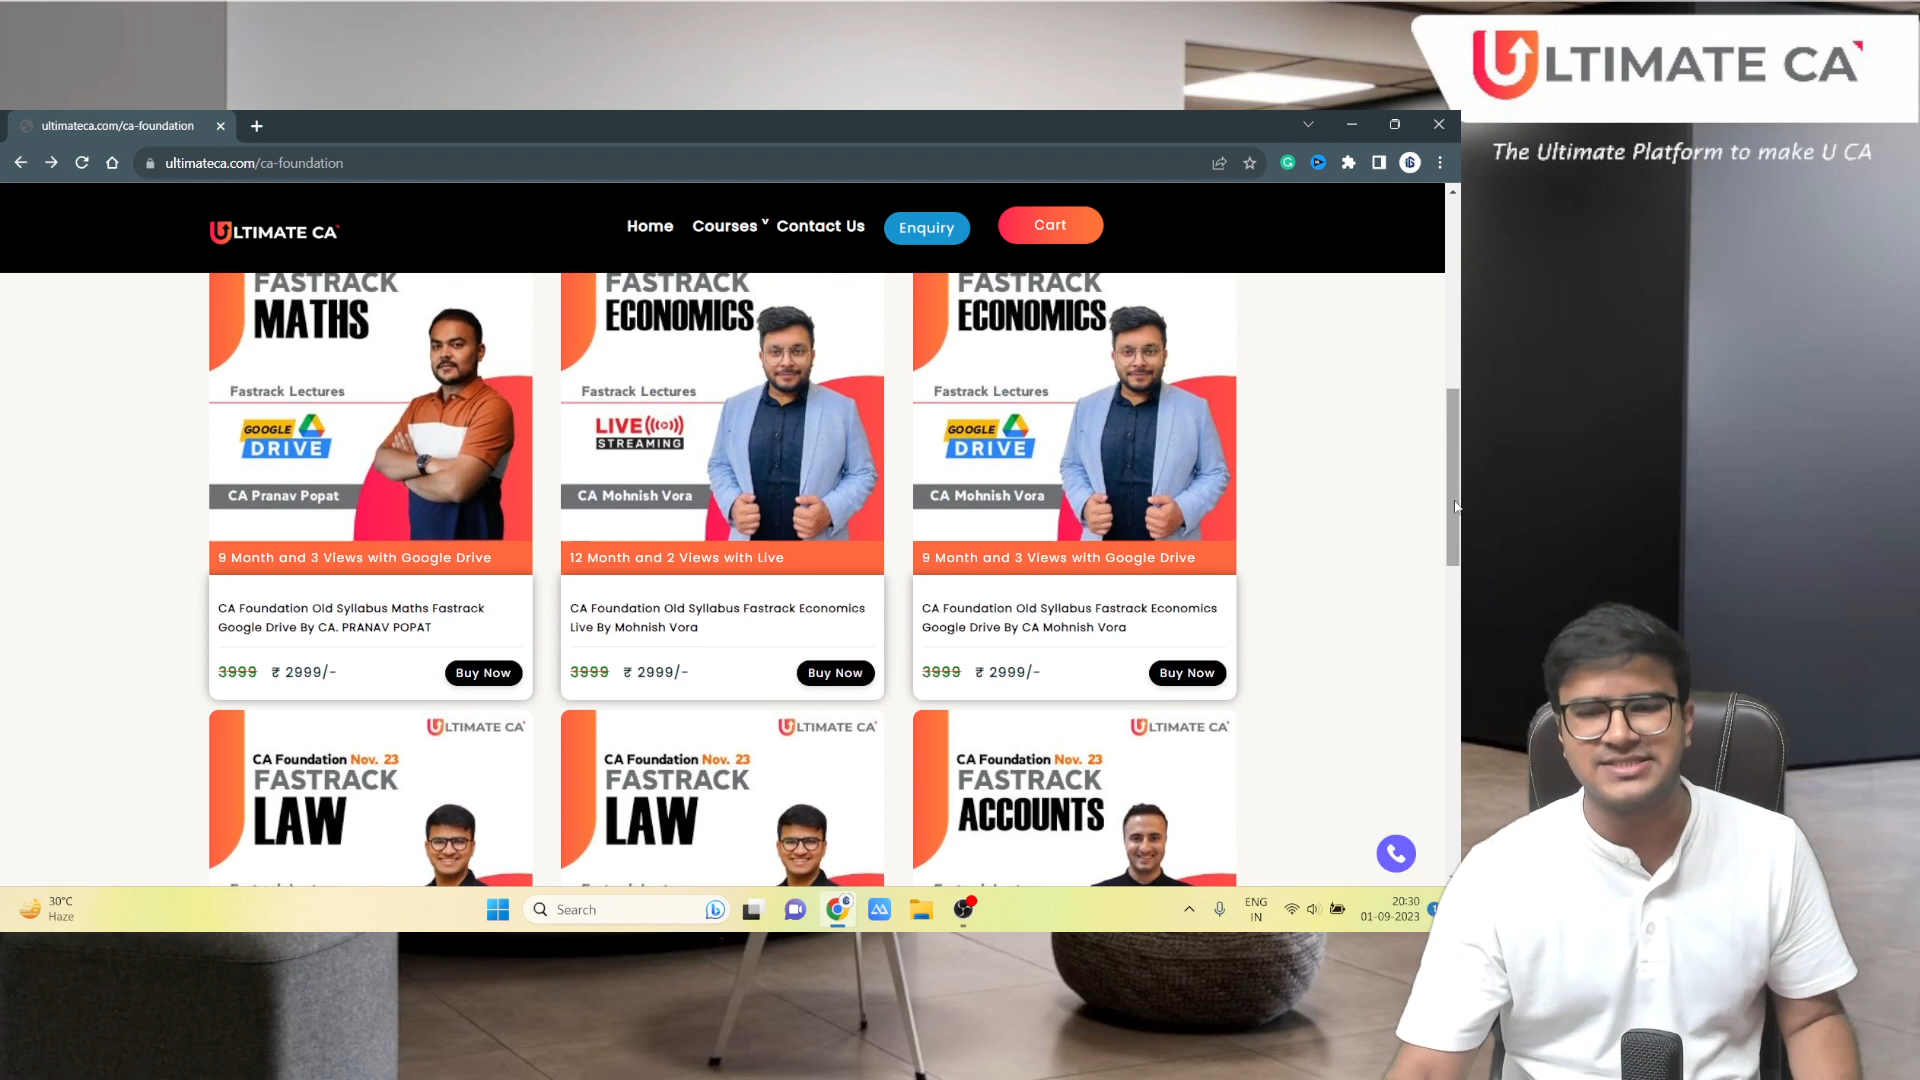 ULTIMATE CA
The Ultimate Platform to make U CA
ultimateca.com/ca-foundation
ultimateca.com/ca-foundation
ULTIMATE CA
Home
Courses
Contact Us
Enquiry
Cart
FASTRACK
MATHS
Fastrack Lectures
GOOGLE
DRIVE
CA Pranav Popat
9 Month and 3 Views with Google Drive
CA Foundation Old Syllabus Maths Fastrack
Google Drive By CA. PRANAV POPAT
3999 ₹ 2999/-
Buy Now
FASTRACK
ECONOMICS
Fastrack Lectures
LIVE
STREAMING
CA Mohnish Vora
12 Month and 2 Views with Live
CA Foundation Old Syllabus Fastrack Economics
Live By Mohnish Vora
3999 ₹ 2999/-
Buy Now
FASTRACK
ECONOMICS
Fastrack Lectures
GOOGLE
DRIVE
CA Mohnish Vora
9 Month and 3 Views with Google Drive
CA Foundation Old Syllabus Fastrack Economics
Google Drive By CA Mohnish Vora
3999 ₹ 2999/-
Buy Now
ULTIMATE CA
CA Foundation Nov. 23
FASTRACK
LAW
ULTIMATE CA
CA Foundation Nov. 23
FASTRACK
LAW
ULTIMATE CA
CA Foundation Nov. 23
FASTRACK
ACCOUNTS
30°C
Haze
Search
ENG
IN
20:30
01-09-2023